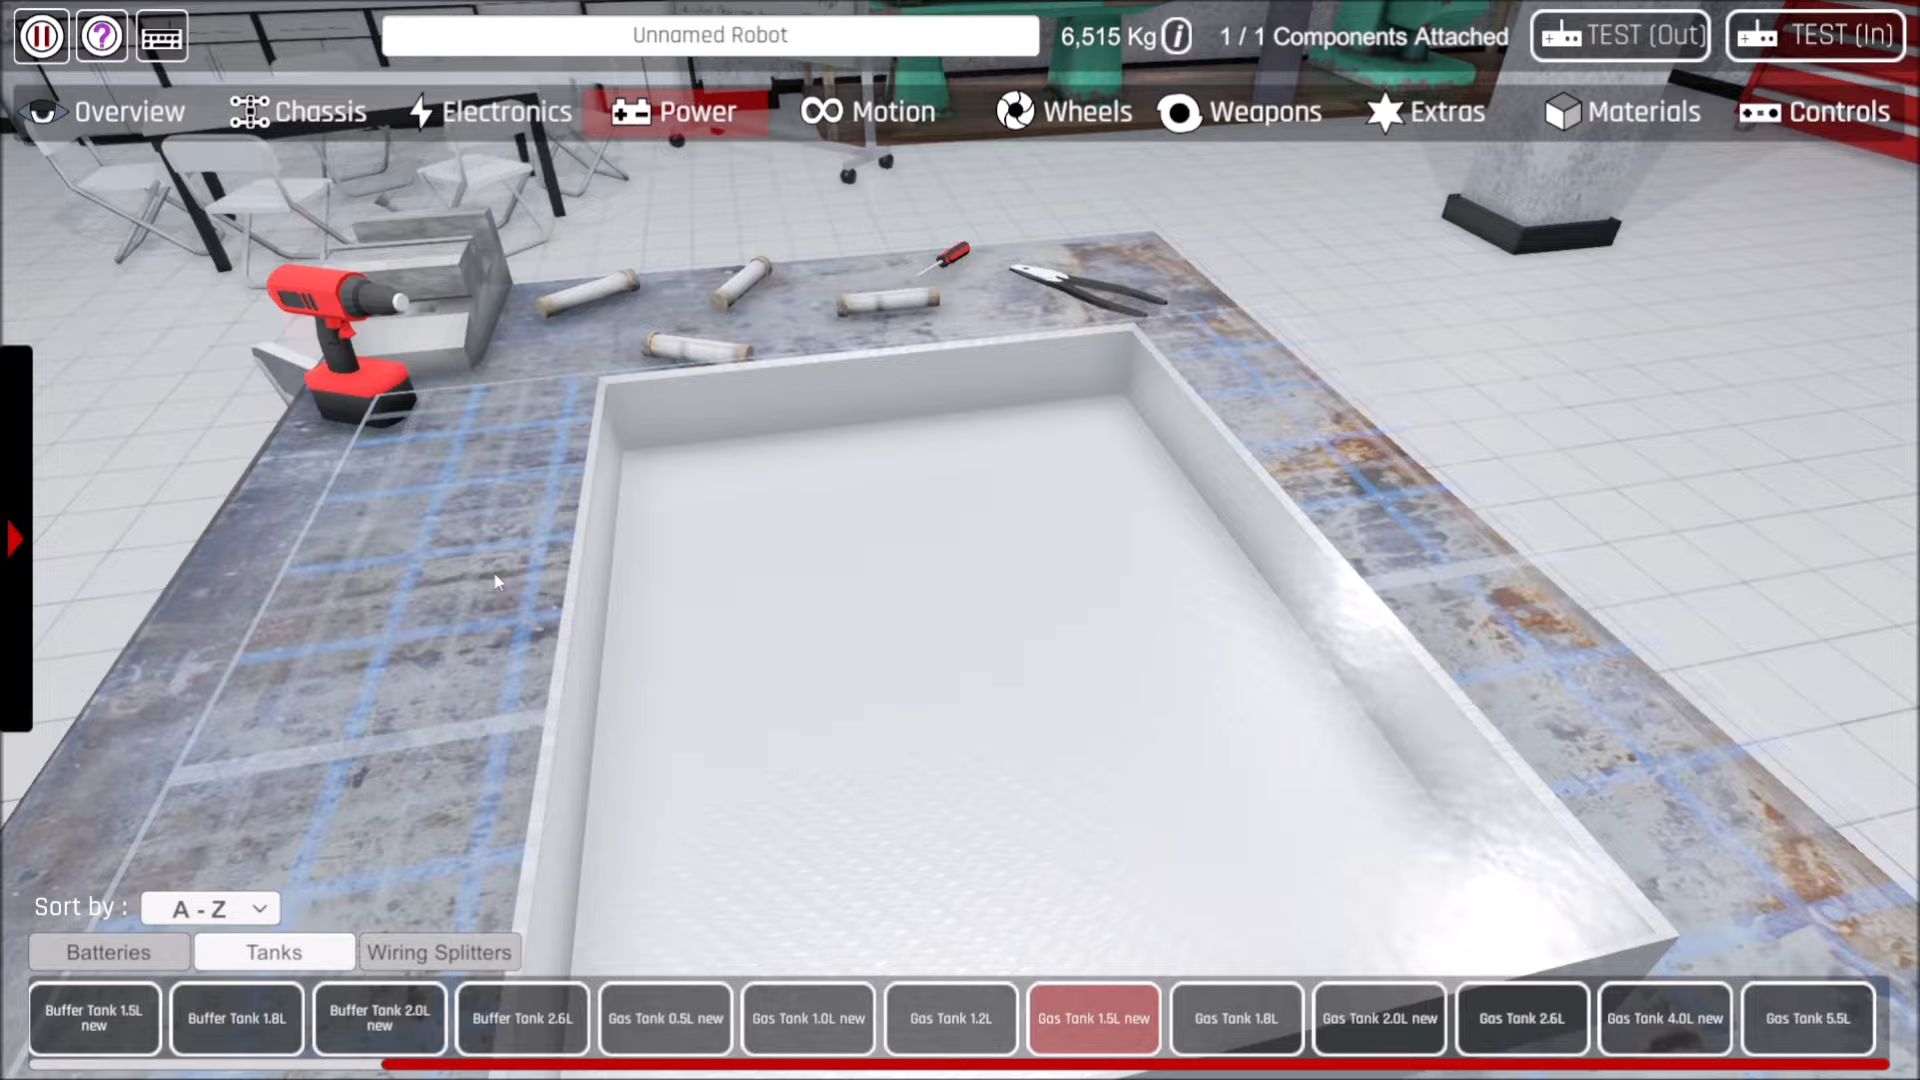 Unnamed Robot
6,515 Kg
1 / 1 Components Attached
TEST (Out)
TEST (In)
Overview
Chassis
Electronics
Power
Motion
Wheels
Weapons
Extras
Materials
Controls
Sort by :
A - Z
Batteries
Tanks
Wiring Splitters
Buffer Tank 1.5L
new
Buffer Tank 1.8L
Buffer Tank 2.0L
new
Buffer Tank 2.6L
Gas Tank 0.5L new
Gas Tank 1.0L new
Gas Tank 1.2L
Gas Tank 1.5L new
Gas Tank 1.8L
Gas Tank 2.0L new
Gas Tank 2.6L
Gas Tank 4.0L new
Gas Tank 5.5L